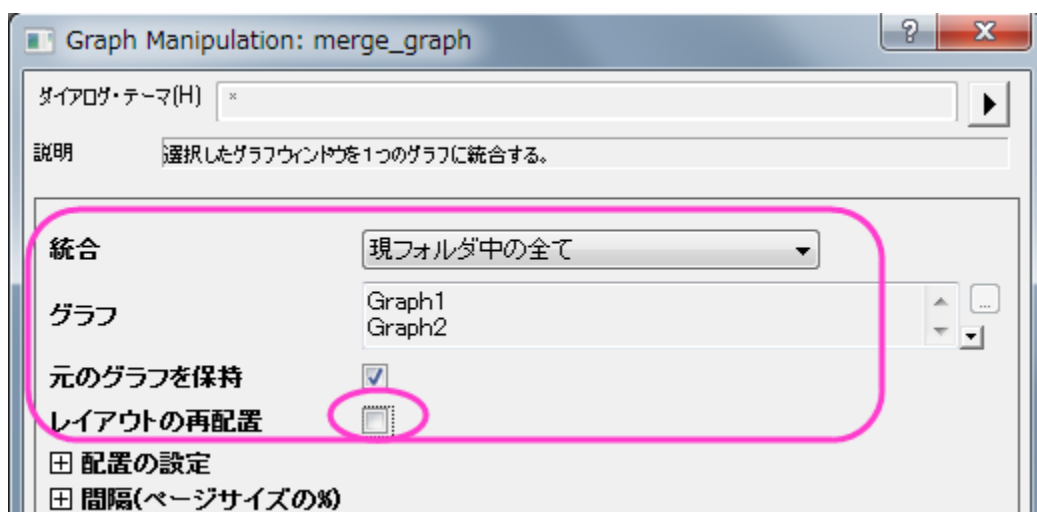 Graph Manipulation: merge_graph
ダイアログ・テーマ(H) *
説明 選択したグラフウィンドウを1つのグラフに統合する。
統合 現フォルダ中の全て
グラフ Graph1
Graph2
...
元のグラフを保持
レイアウトの再配置
配置の設定
間隔(ページサイズの%)